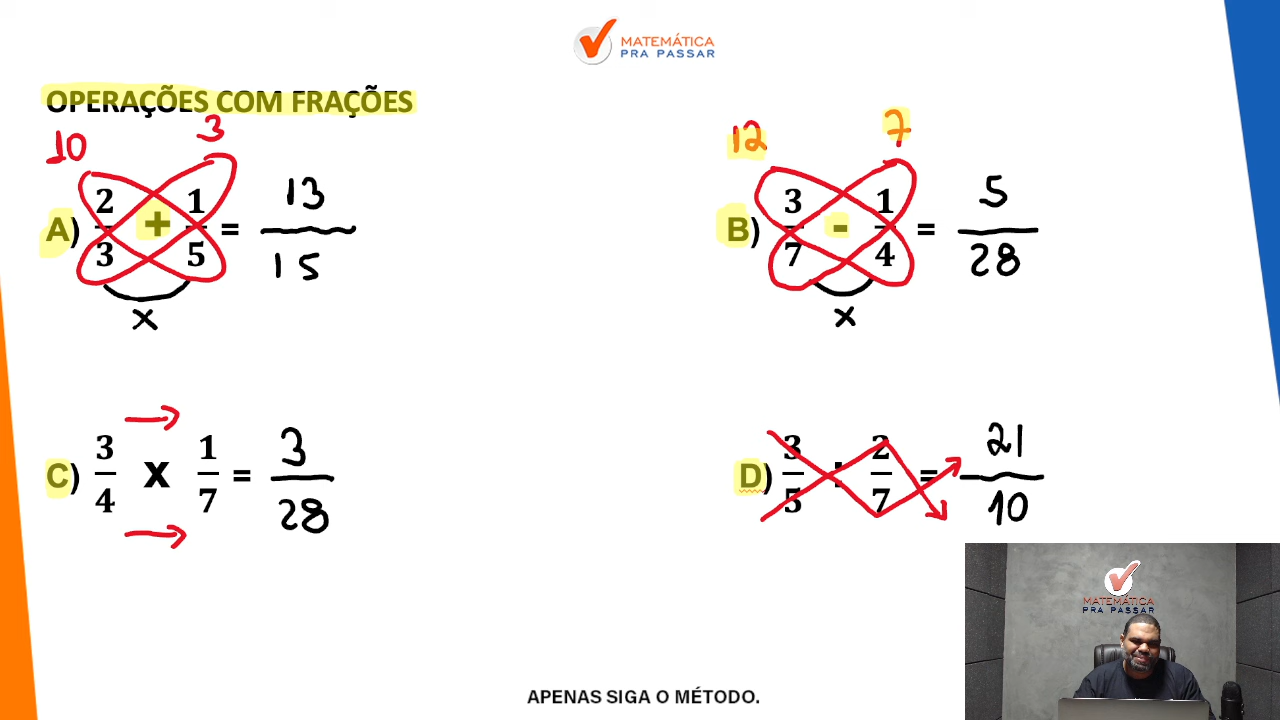 MATEMÁTICA
PRA PASSAR
OPERAÇÕES COM FRAÇÕES
10 3
A) 2/3 + 1/5 = 13/15
x
12 7
B) 3/7 - 1/4 = 5/28
x
C) 3/4 x 1/7 = 3/28
D) 3/5 : 2/7 = 21/10
MATEMÁTICA
PRA PASSAR
APENAS SIGA O MÉTODO.